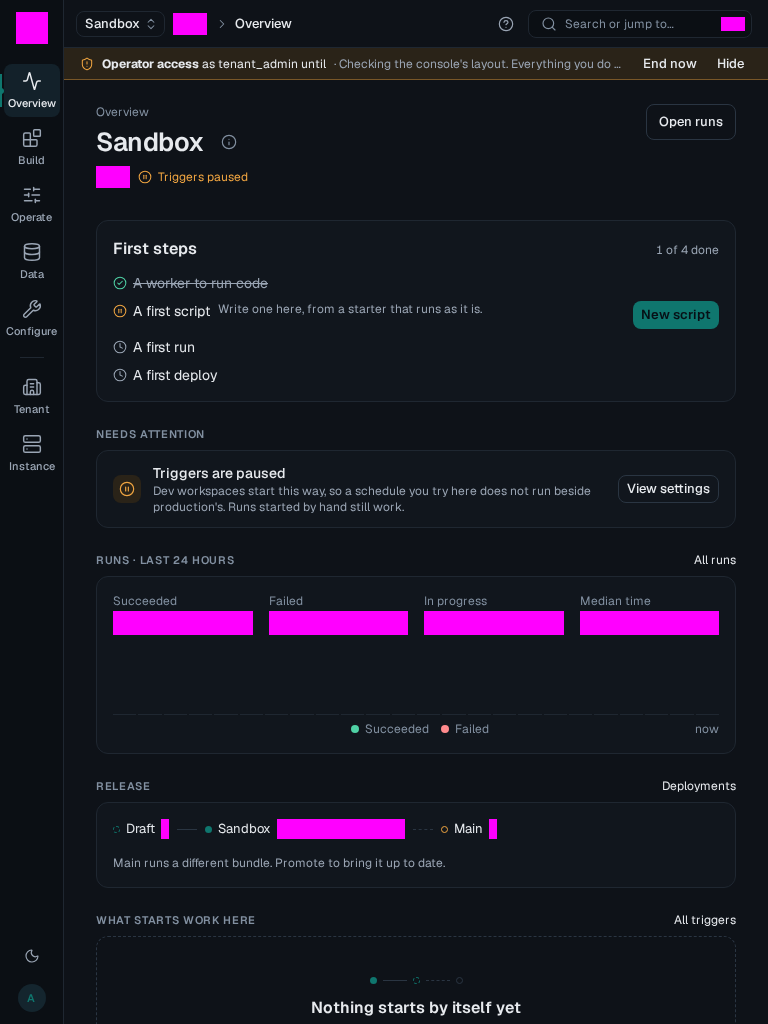 Sandbox
Overview
Search or jump to…
Operator access as tenant_admin until · Checking the console's layout. Everything you do …
End now
Hide
Overview
Build
Operate
Data
Configure
Tenant
Instance
A
Overview
Sandbox
Open runs
Triggers paused
First steps
1 of 4 done
A worker to run code
A first script Write one here, from a starter that runs as it is.
New script
A first run
A first deploy
NEEDS ATTENTION
Triggers are paused
Dev workspaces start this way, so a schedule you try here does not run beside
production's. Runs started by hand still work.
View settings
RUNS · LAST 24 HOURS
All runs
Succeeded
Failed
In progress
Median time
Succeeded
Failed
now
RELEASE
Deployments
Draft
Sandbox
Main
Main runs a different bundle. Promote to bring it up to date.
WHAT STARTS WORK HERE
All triggers
Nothing starts by itself yet